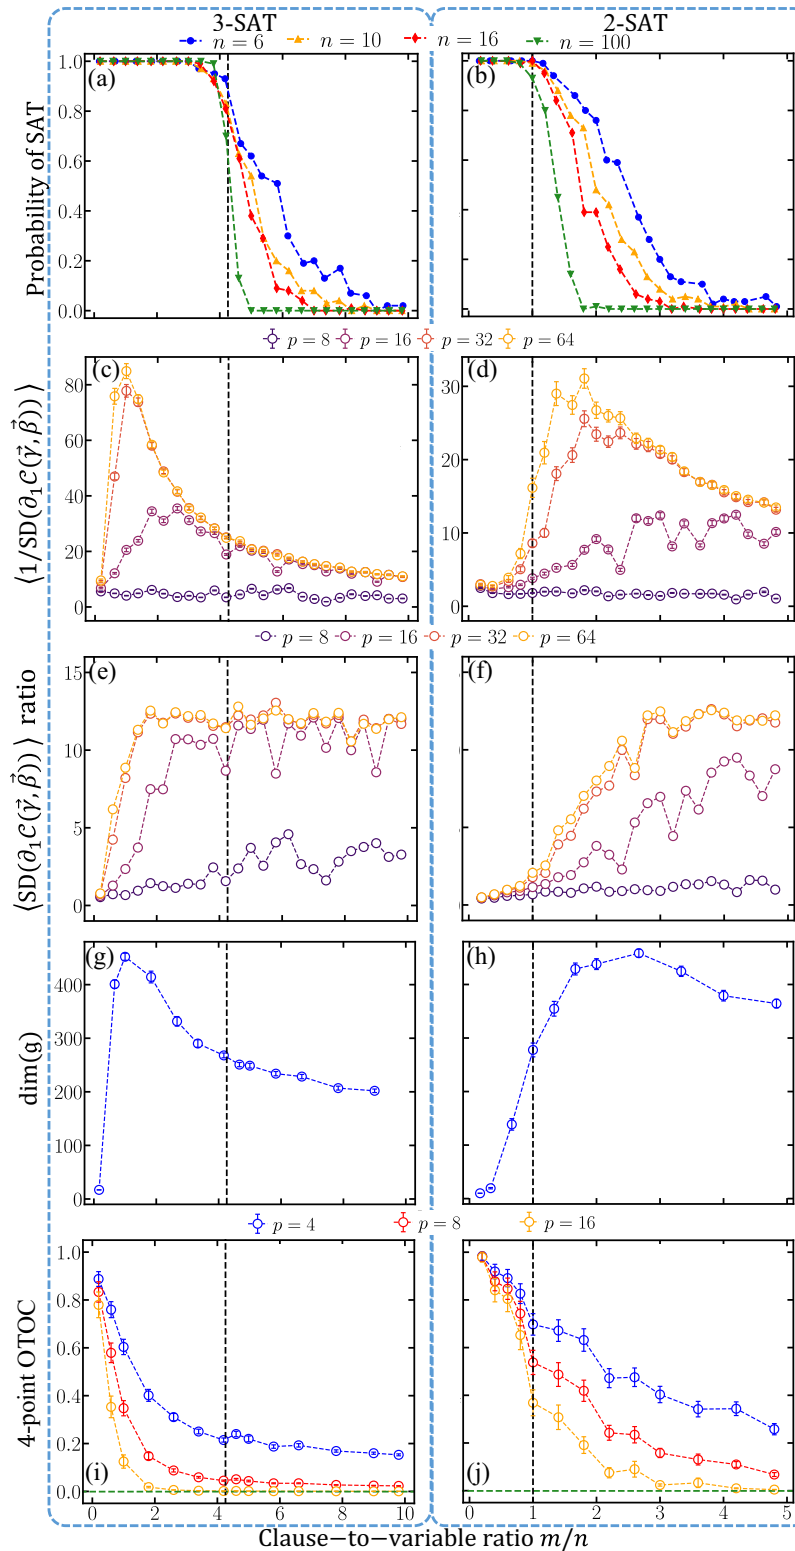 3-SAT 2-SAT
n = 6 n = 10 n = 16 n = 100
Probability of SAT
1.0
0.8
0.6
0.4
0.2
0.0
(a)
(b)
p = 8 p = 16 p = 32 p = 64
⟨1/SD(∂₁𝒞(γ⃗,β⃗))⟩
80
60
40
20
0
(c)
30
20
10
0
(d)
p = 8 p = 16 p = 32 p = 64
⟨SD(∂₁𝒞(γ⃗,β⃗))⟩ ratio
15
10
5
0
(e)
(f)
dim(g)
400
300
200
100
0
(g)
(h)
p = 4 p = 8 p = 16
4-point OTOC
1.0
0.8
0.6
0.4
0.2
0.0
(i)
(j)
0 2 4 6 8 10 0 1 2 3 4 5
Clause−to−variable ratio m/n